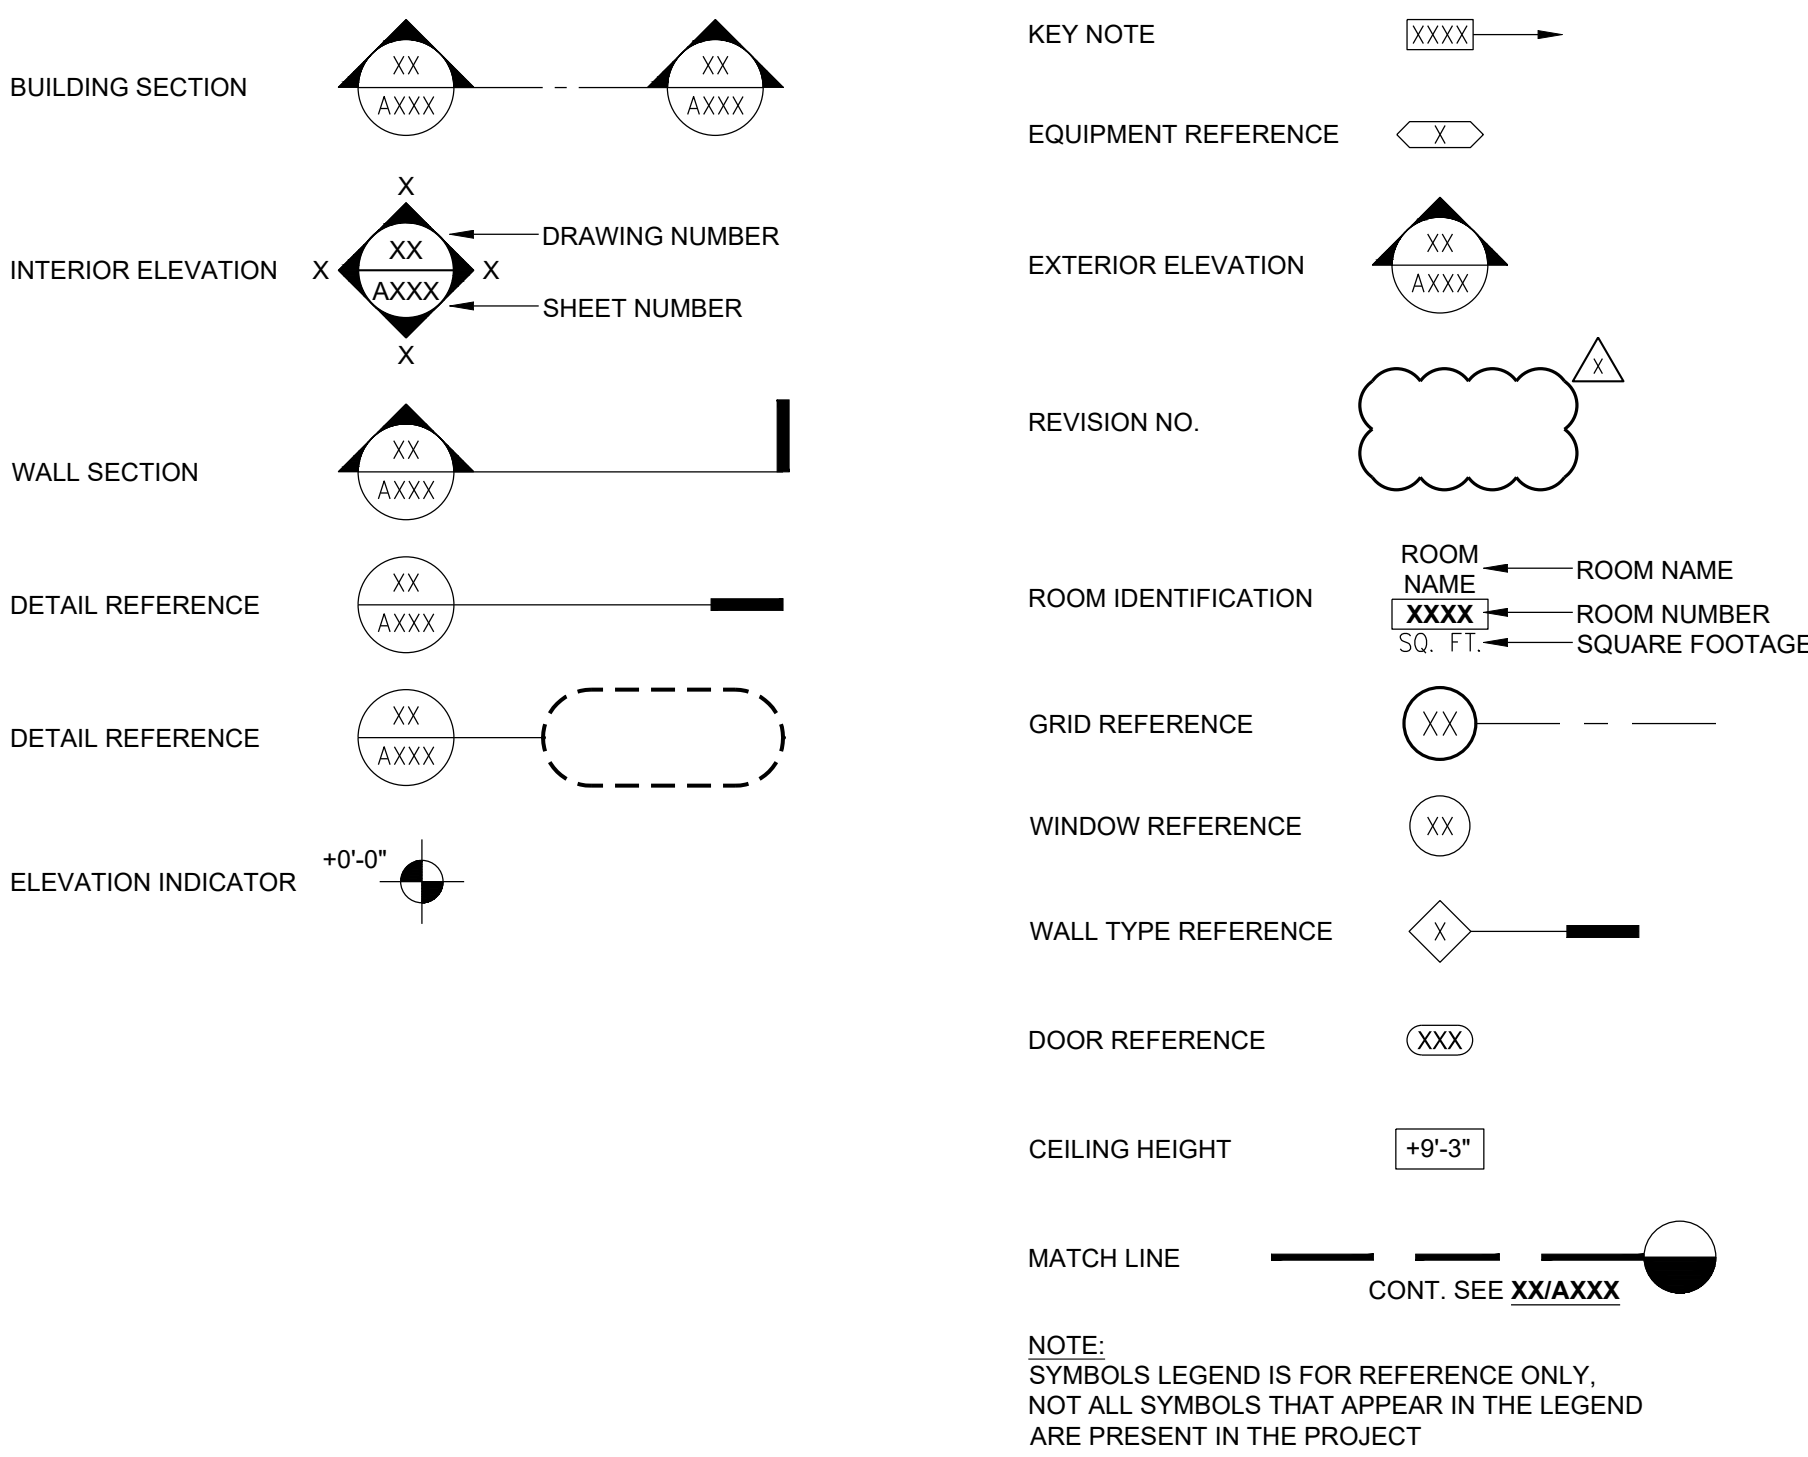 BUILDING SECTION
XX
AXXX
XX
AXXX
INTERIOR ELEVATION
X
X
XX
AXXX
X
X
DRAWING NUMBER
SHEET NUMBER
WALL SECTION
XX
AXXX
DETAIL REFERENCE
XX
AXXX
DETAIL REFERENCE
XX
AXXX
ELEVATION INDICATOR
+0'-0"
KEY NOTE
XXXX
EQUIPMENT REFERENCE
X
EXTERIOR ELEVATION
XX
AXXX
REVISION NO.
X
ROOM IDENTIFICATION
ROOM
NAME
XXXX
SQ. FT.
ROOM NAME
ROOM NUMBER
SQUARE FOOTAGE
GRID REFERENCE
XX
WINDOW REFERENCE
XX
WALL TYPE REFERENCE
X
DOOR REFERENCE
XXX
CEILING HEIGHT
+9'-3"
MATCH LINE
CONT. SEE XX/AXXX
NOTE:
SYMBOLS LEGEND IS FOR REFERENCE ONLY,
NOT ALL SYMBOLS THAT APPEAR IN THE LEGEND
ARE PRESENT IN THE PROJECT